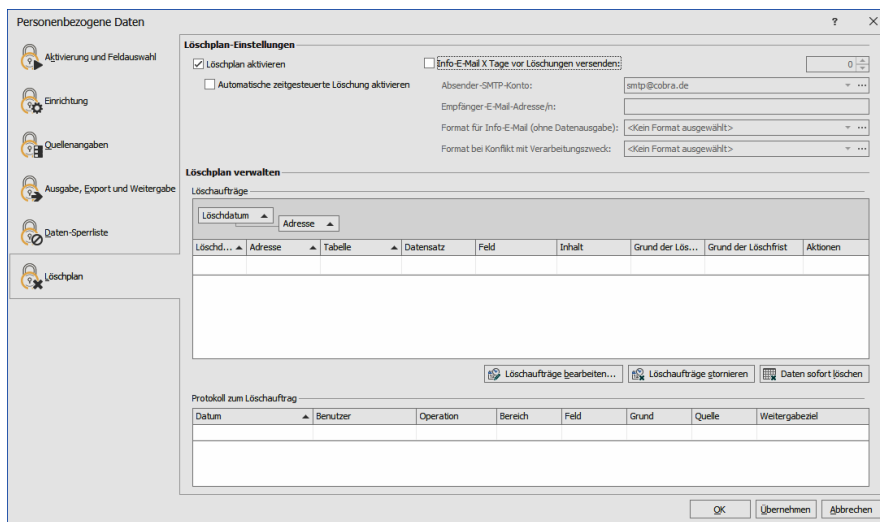 Personenbezogene Daten ? X
Aktivierung und Feldauswahl
Einrichtung
Quellenangaben
Ausgabe, Export und Weitergabe
Daten-Sperrliste
Löschplan
Löschplan-Einstellungen
Löschplan aktivieren
Automatische zeitgesteuerte Löschung aktivieren
Info-E-Mail X Tage vor Löschungen versenden: 0
Absender-SMTP-Konto: smtp@cobra.de ...
Empfänger-E-Mail-Adresse/n:
Format für Info-E-Mail (ohne Datenausgabe): <Kein Format ausgewählt> ...
Format bei Konflikt mit Verarbeitungszweck: <Kein Format ausgewählt> ...
Löschplan verwalten
Löschaufträge
Löschdatum
Adresse
Löschd... Adresse Tabelle Datensatz Feld Inhalt Grund der Lös... Grund der Löschfrist Aktionen
Löschaufträge bearbeiten... Löschaufträge stornieren Daten sofort löschen
Protokoll zum Löschauftrag
Datum Benutzer Operation Bereich Feld Grund Quelle Weitergabeziel
OK Übernehmen Abbrechen